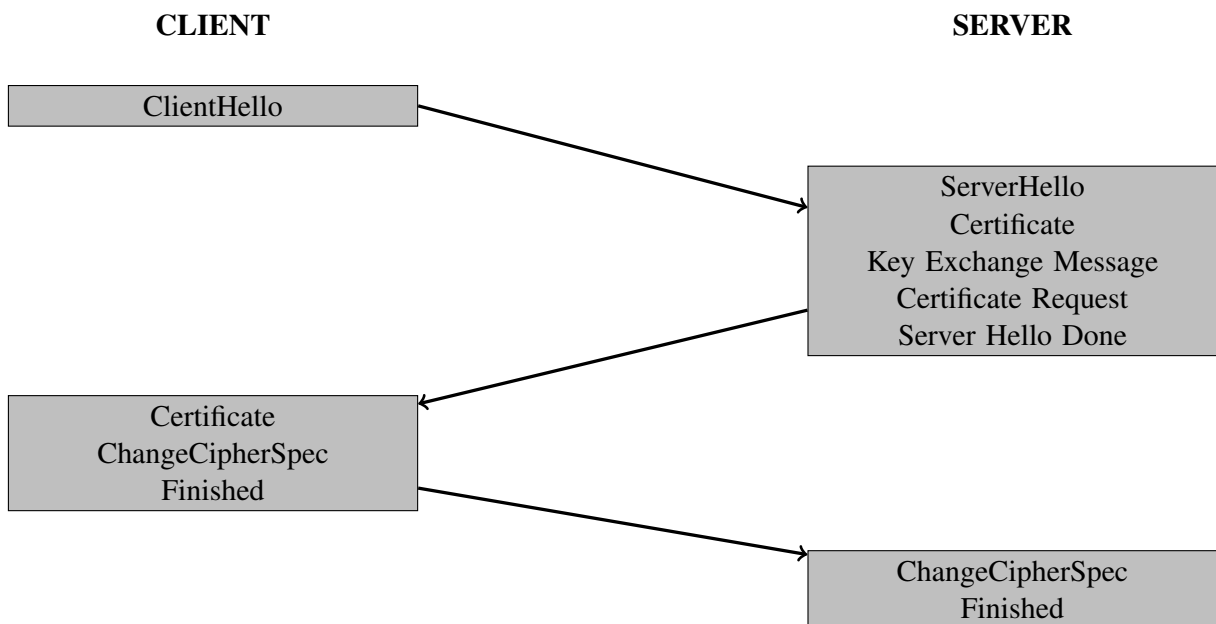 CLIENT
SERVER
ClientHello
ServerHello
Certificate
Key Exchange Message
Certificate Request
Server Hello Done
Certificate
ChangeCipherSpec
Finished
ChangeCipherSpec
Finished